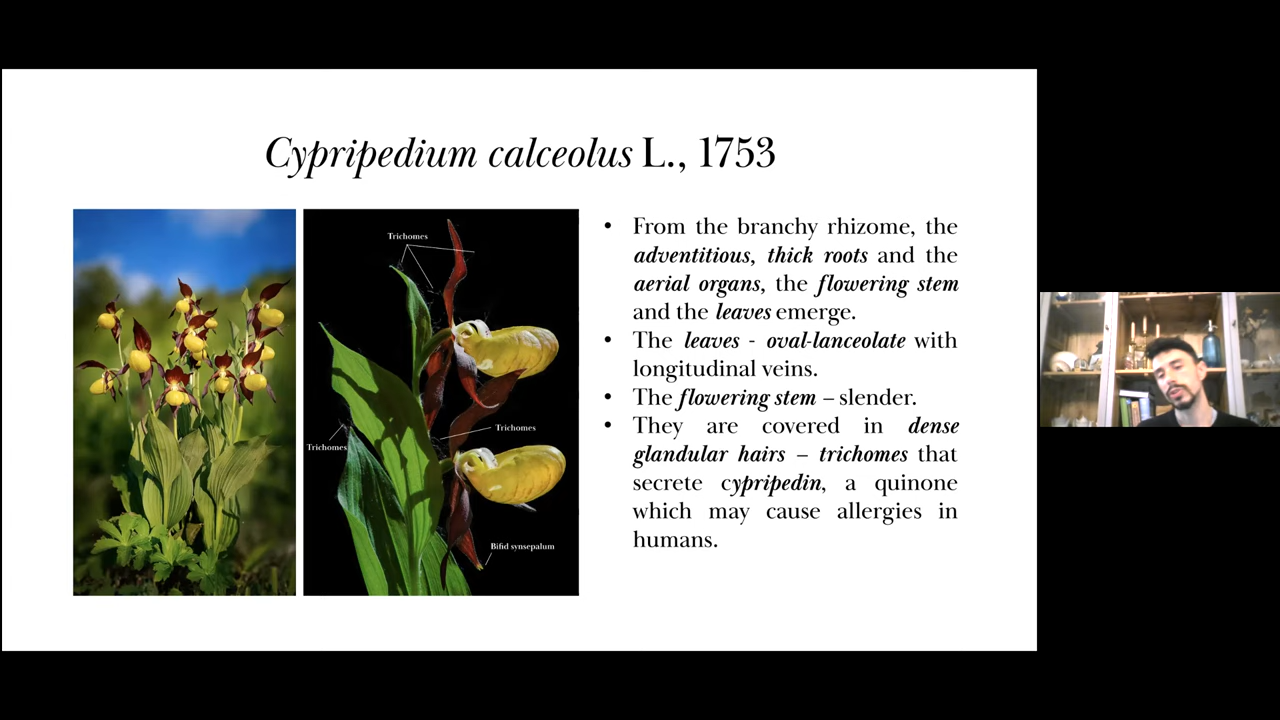 Cypripedium calceolus L., 1753
Trichomes
Trichomes
Trichomes
Bifid synsepalum
• From the branchy rhizome, the
adventitious, thick roots and the
aerial organs, the flowering stem
and the leaves emerge.
• The leaves - oval-lanceolate with
longitudinal veins.
• The flowering stem – slender.
• They are covered in dense
glandular hairs – trichomes that
secrete cypripedin, a quinone
which may cause allergies in
humans.